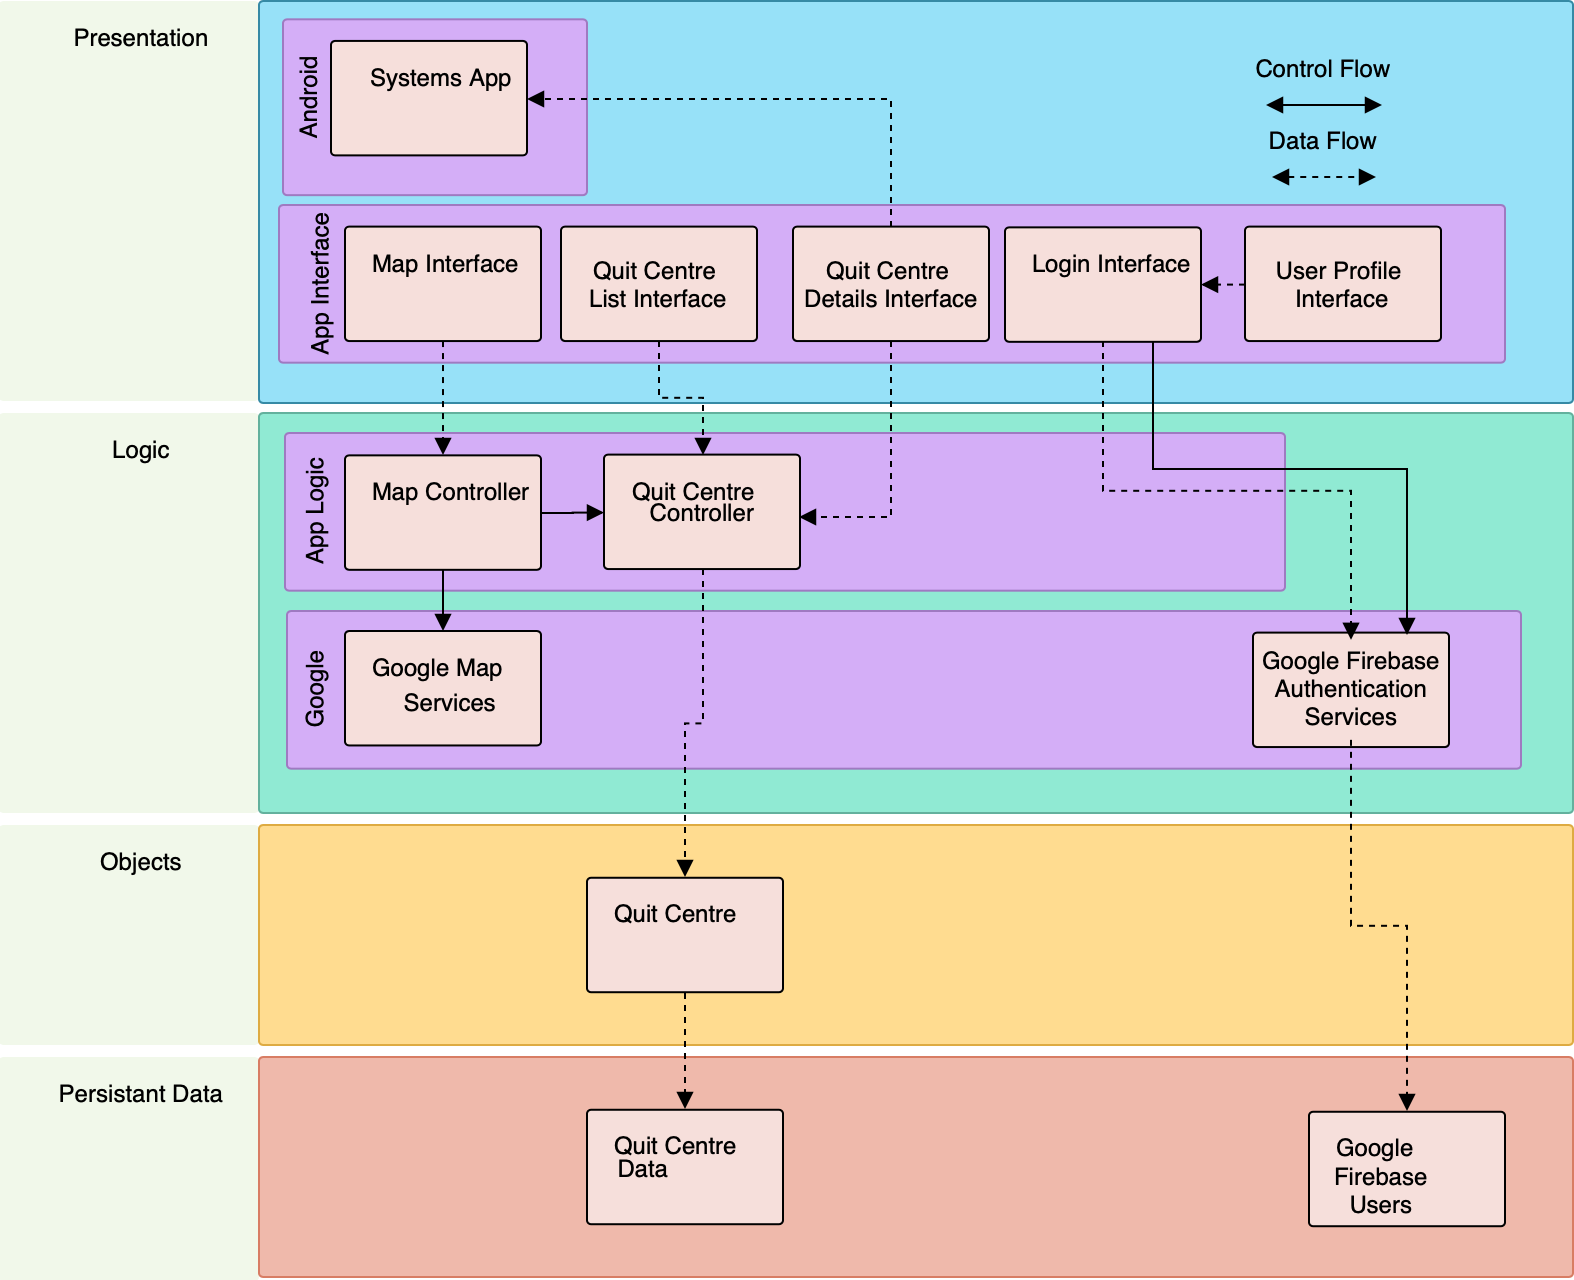 Presentation
Android
Systems App
Control Flow
Data Flow
App Interface
Map Interface
Quit Centre
List Interface
Quit Centre
Details Interface
Login Interface
User Profile
Interface
Logic
App Logic
Map Controller
Quit Centre
Controller
Google
Google Map
Services
Google Firebase
Authentication
Services
Objects
Quit Centre
Persistant Data
Quit Centre
Data
Google
Firebase
Users